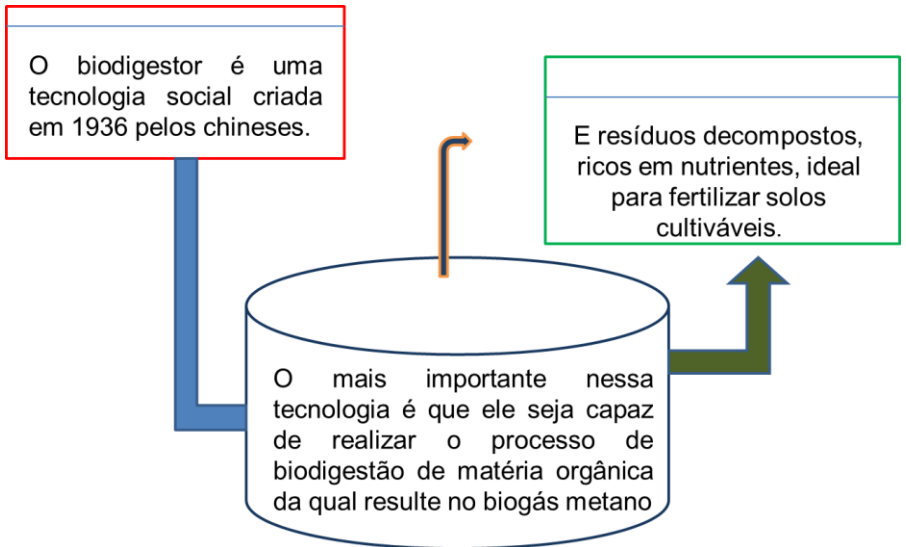 O biodigestor é uma
tecnologia social criada
em 1936 pelos chineses.
O mais importante nessa
tecnologia é que ele seja capaz
de realizar o processo de
biodigestão de matéria orgânica
da qual resulte no biogás metano
E resíduos decompostos,
ricos em nutrientes, ideal
para fertilizar solos
cultiváveis.